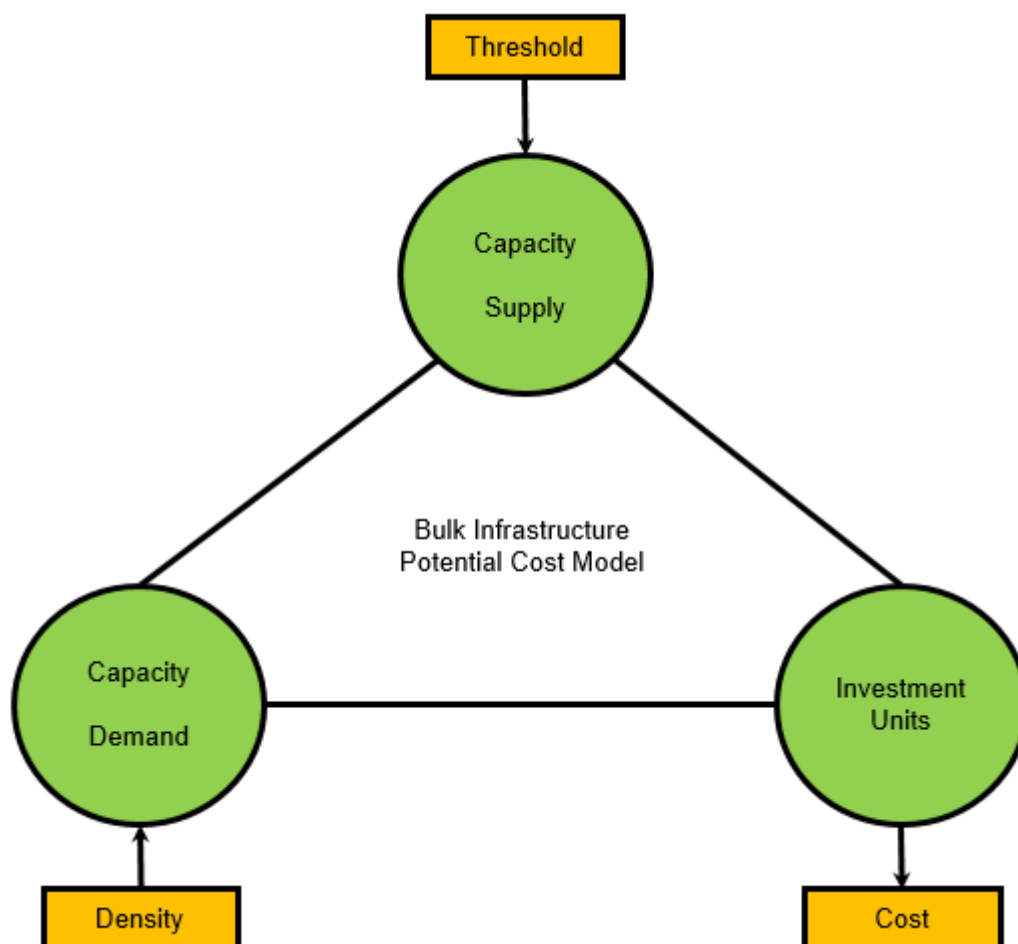 Threshold
Capacity
Supply
Bulk Infrastructure
Potential Cost Model
Capacity
Demand
Investment
Units
Density
Cost